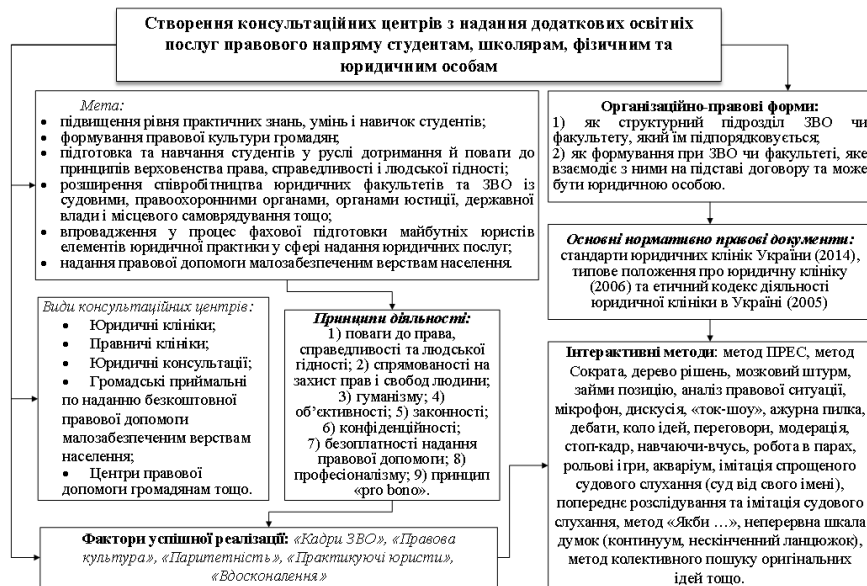 Створення консультаційних центрів з надання додаткових освітніх
послуг правового напряму студентам, школярам, фізичним та
юридичним особам
Мета:
• підвищення рівня практичних знань, умінь і навичок студентів;
• формування правової культури громадян;
• підготовка та навчання студентів у руслі дотримання й поваги до
принципів верховенства права, справедливості і людської гідності;
• розширення співробітництва юридичних факультетів та ЗВО із
судовими, правоохоронними органами, органами юстиції, державної
влади і місцевого самоврядування тощо;
• впровадження у процес фахової підготовки майбутніх юристів
елементів юридичної практики у сфері надання юридичних послуг;
• надання правової допомоги малозабезпеченим верствам населення.
Організаційно-правові форми:
1) як структурний підрозділ ЗВО чи
факультету, який їм підпорядковується;
2) як формування при ЗВО чи факультеті, яке
взаємодіє з ними на підставі договору та може
бути юридичною особою.
Основні нормативно правові документи:
стандарти юридичних клінік України (2014),
типове положення про юридичну клініку
(2006) та етичний кодекс діяльності
юридичної клініки в Україні (2005)
Види консультаційних центрів:
• Юридичні клініки;
• Правничі клініки;
• Юридичні консультації;
• Громадські приймальні
по наданню безкоштовної
правової допомоги
малозабезпеченим верствам
населення;
• Центри правової
допомоги громадянам тощо.
Принципи діяльності:
1) поваги до права,
справедливості та людської
гідності; 2) спрямованості на
захист прав і свобод людини;
3) гуманізму; 4)
об’єктивності; 5) законності;
6) конфіденційності;
7) безоплатності надання
правової допомоги; 8)
професіоналізму; 9) принцип
«pro bono».
Інтерактивні методи: метод ПРЕС, метод
Сократа, дерево рішень, мозковий штурм,
займи позицію, аналіз правової ситуації,
мікрофон, дискусія, «ток-шоу», ажурна пилка,
дебати, коло ідей, переговори, модерація,
стоп-кадр, навчаючи-вчусь, робота в парах,
рольові ігри, акваріум, імітація спрощеного
судового слухання (суд від свого імені),
попереднє розслідування та імітація судового
слухання, метод «Якби …», неперервна шкала
думок (континуум, нескінченний ланцюжок),
метод колективного пошуку оригінальних
ідей тощо.
Фактори успішної реалізації: «Кадри ЗВО», «Правова
культура», «Паритетність», «Практикуючі юристи»,
«Вдосконалення»